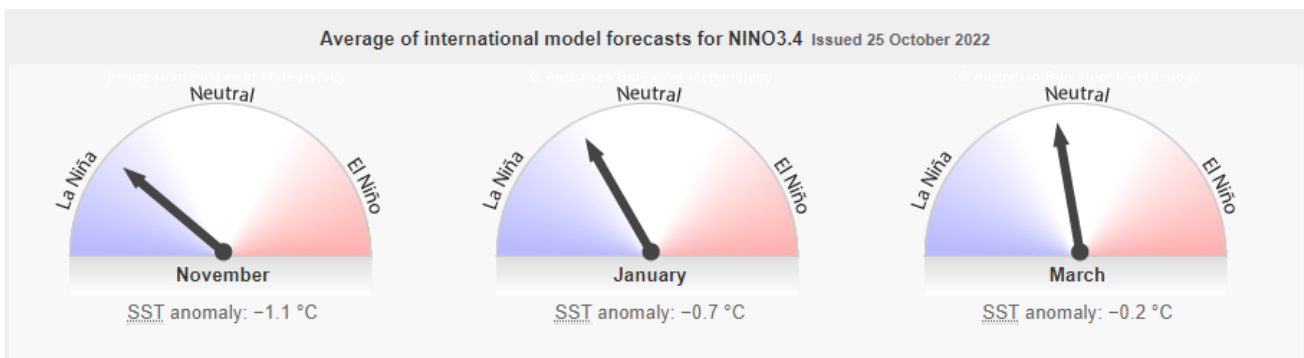 Average of international model forecasts for NINO3.4 Issued 25 October 2022
© Australian Bureau of Meteorology © Australian Bureau of Meteorology © Australian Bureau of Meteorology
Neutral Neutral Neutral
La Niña El Niño La Niña El Niño La Niña El Niño
November January March
SST anomaly: −1.1 °C SST anomaly: −0.7 °C SST anomaly: −0.2 °C